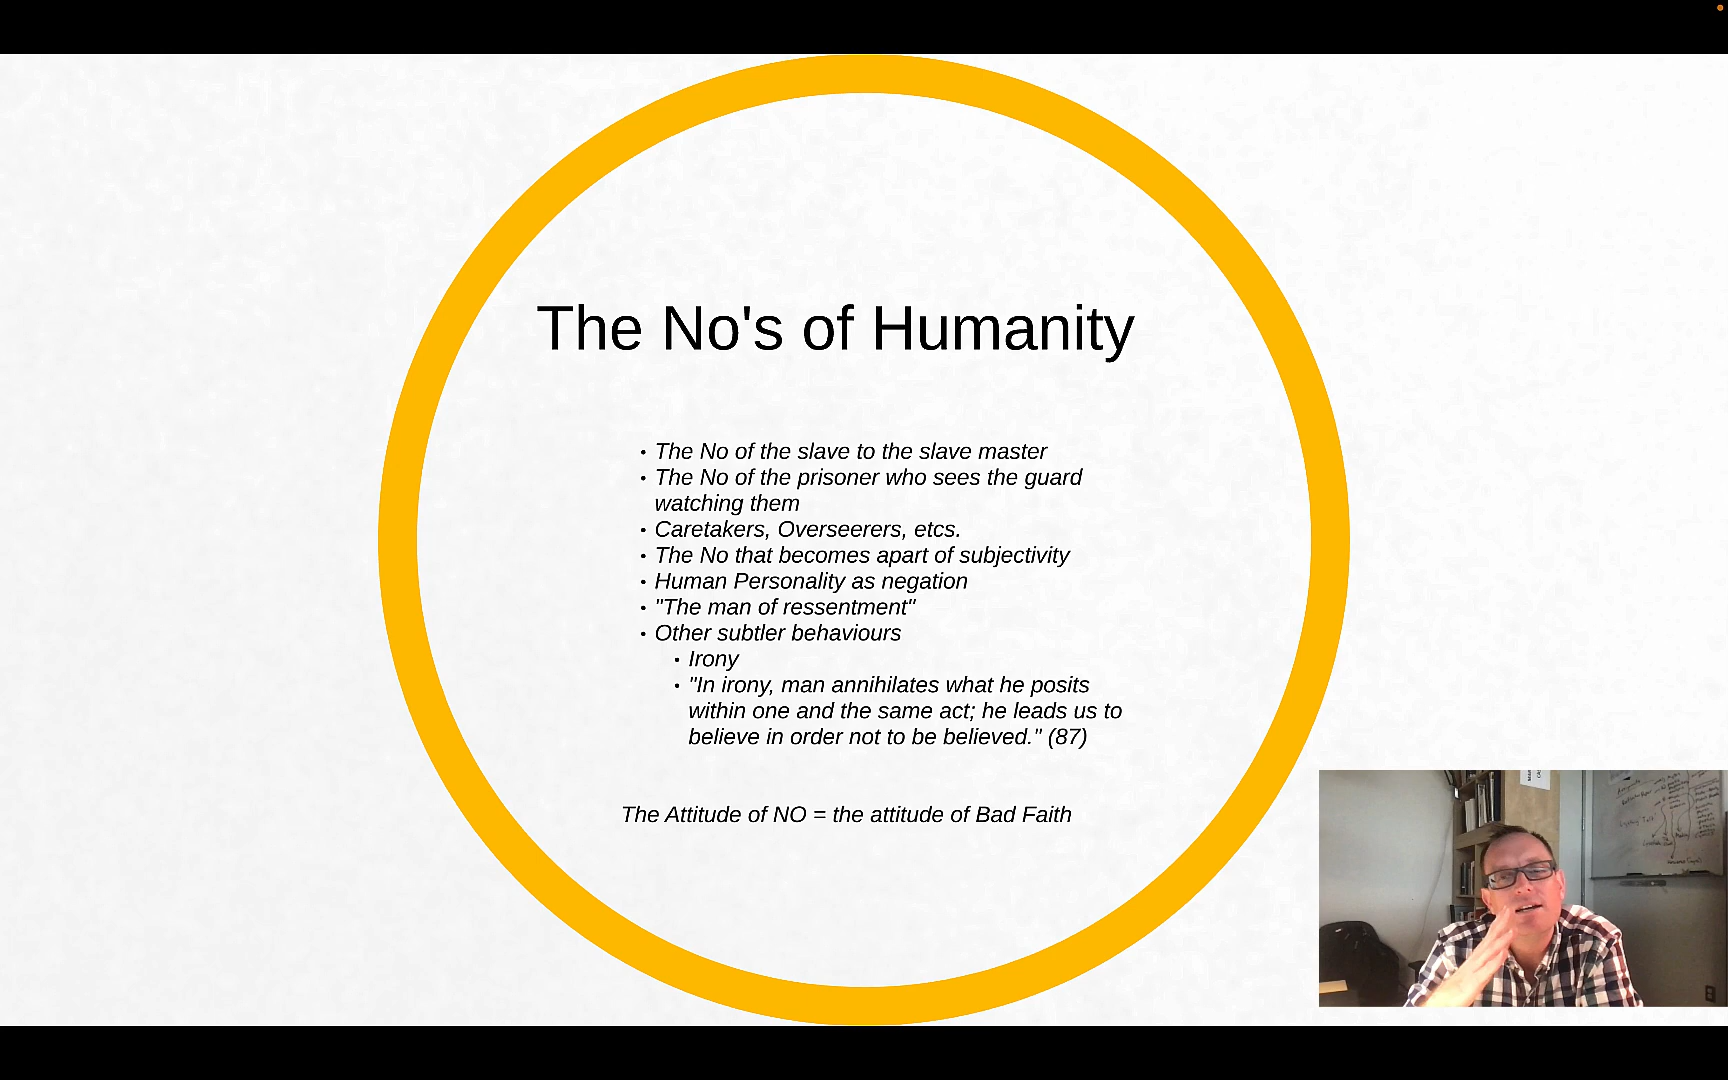 The No's of Humanity
• The No of the slave to the slave master
• The No of the prisoner who sees the guard
watching them
• Caretakers, Overseerers, etcs.
• The No that becomes apart of subjectivity
• Human Personality as negation
• "The man of ressentment"
• Other subtler behaviours
• Irony
• "In irony, man annihilates what he posits
within one and the same act; he leads us to
believe in order not to be believed." (87)
The Attitude of NO = the attitude of Bad Faith